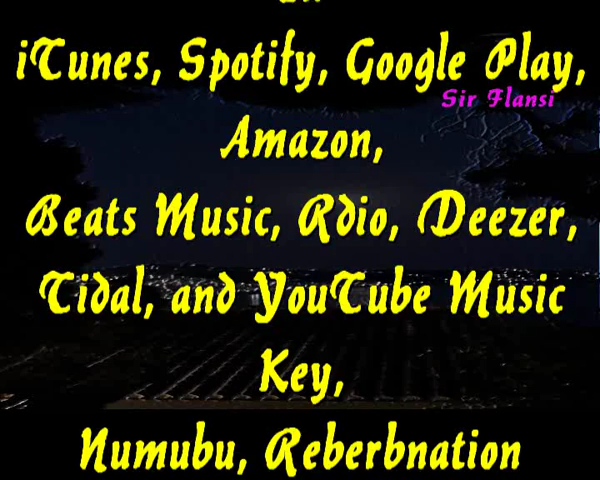 iTunes, Spotify, Google Play,
Sir Flansi
Amazon,
Beats Music, Rdio, Deezer,
Tidal, and YouTube Music
Key,
Numubu, Reberbnation